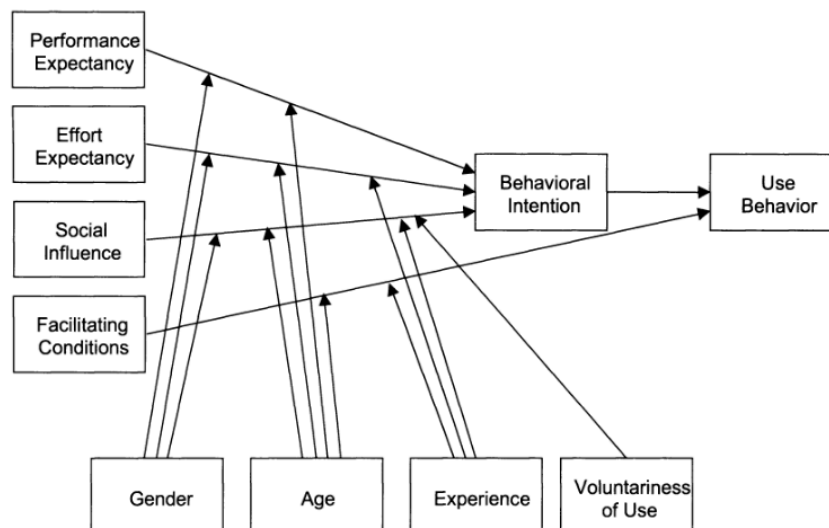 Performance
Expectancy
Effort
Expectancy
Social
Influence
Facilitating
Conditions
Behavioral
Intention
Use
Behavior
Gender
Age
Experience
Voluntariness
of Use